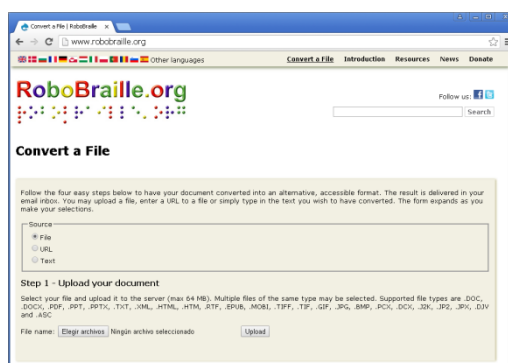 Convert a File | RoboBraille
www.robobraille.org
Other languages
Convert a File Introduction Resources News Donate
RoboBraille.org
Follow us:
Search
Convert a File
Follow the four easy steps below to have your document converted into an alternative, accessible format. The result is delivered in your
email inbox. You may upload a file, enter a URL to a file or simply type in the text you wish to have converted. The form expands as you
make your selections.
Source
File
URL
Text
Step 1 - Upload your document
Select your file and upload it to the server (max 64 MB). Multiple files of the same type may be selected. Supported file types are .DOC,
.DOCX, .PDF, .PPT, .PPTX, .TXT, .XML, .HTML, .HTM, .RTF, .EPUB, .MOBI, .TIFF, .TIF, .GIF, .JPG, .BMP, .PCX, .DCX, .J2K, .JP2, .JPX, .DJV
and .ASC
File name: Elegir archivos Ningún archivo seleccionado Upload